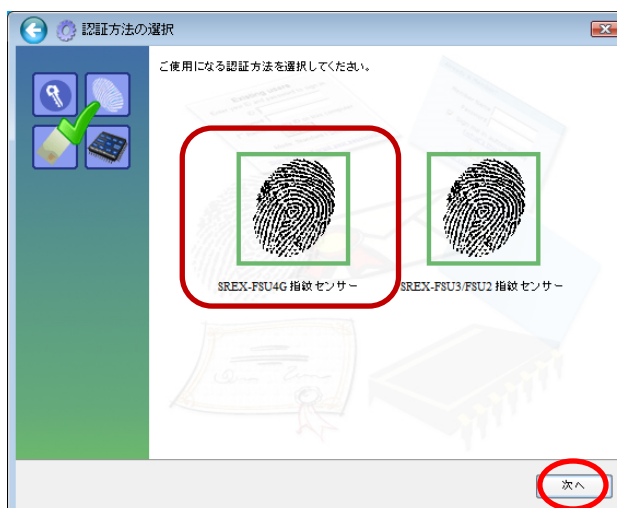 認証方法の選択
ご使用になる認証方法を選択してください。
SREX-FSU4G 指紋センサー
SREX-FSU3/FSU2 指紋センサー
次へ